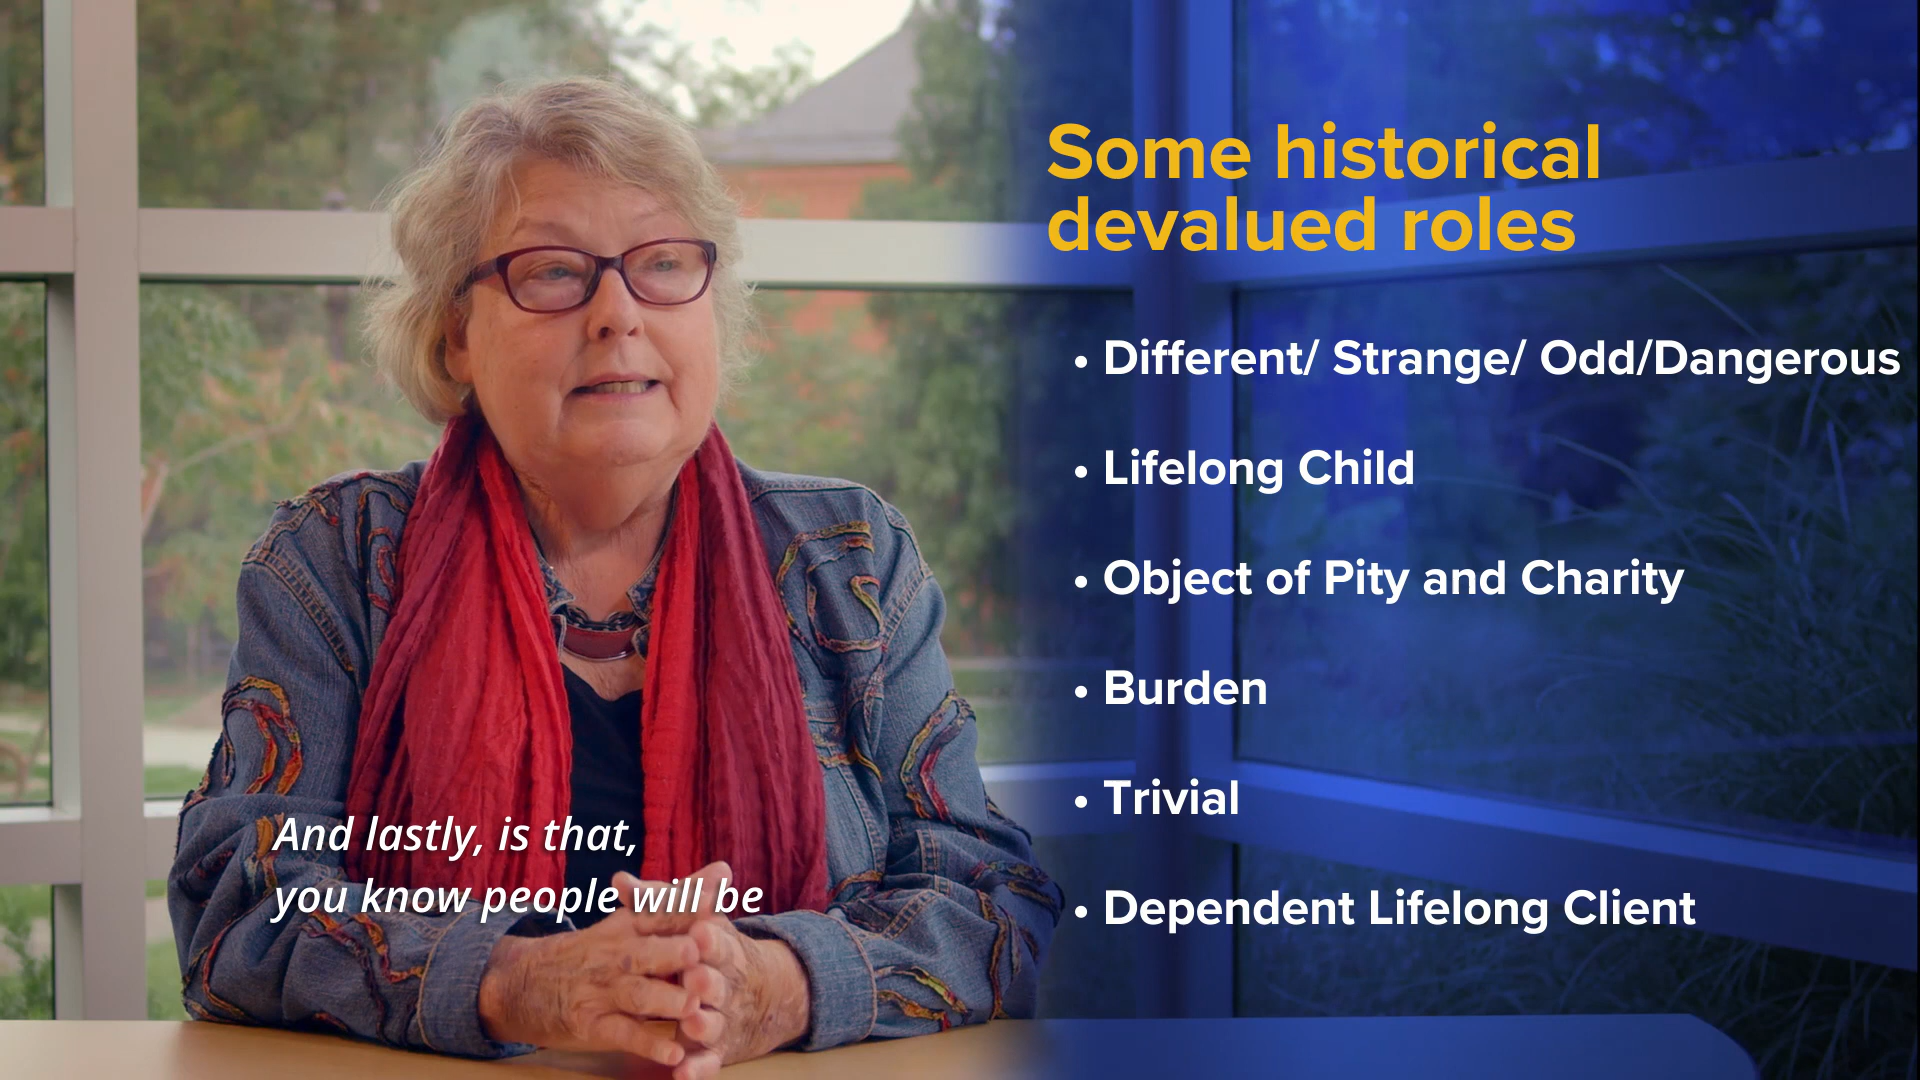 Some historical
devalued roles
• Different/ Strange/ Odd/Dangerous
• Lifelong Child
• Object of Pity and Charity
• Burden
• Trivial
• Dependent Lifelong Client
And lastly, is that,
you know people will be